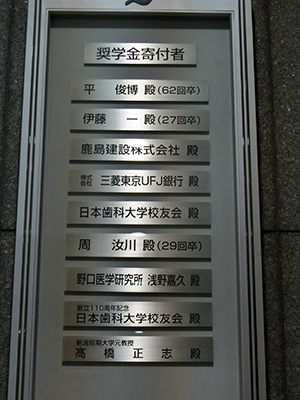 奨学金寄付者
平 俊博 殿(62回卒)
伊藤 一 殿(27回卒)
鹿島建設株式会社 殿
株式会社 三菱東京UFJ銀行 殿
日本歯科大学校友会 殿
周 汝川 殿(29回卒)
野口医学研究所 浅野嘉久 殿
創立110周年記念
日本歯科大学校友会 殿
新潟短期大学元教授
髙橋正志 殿